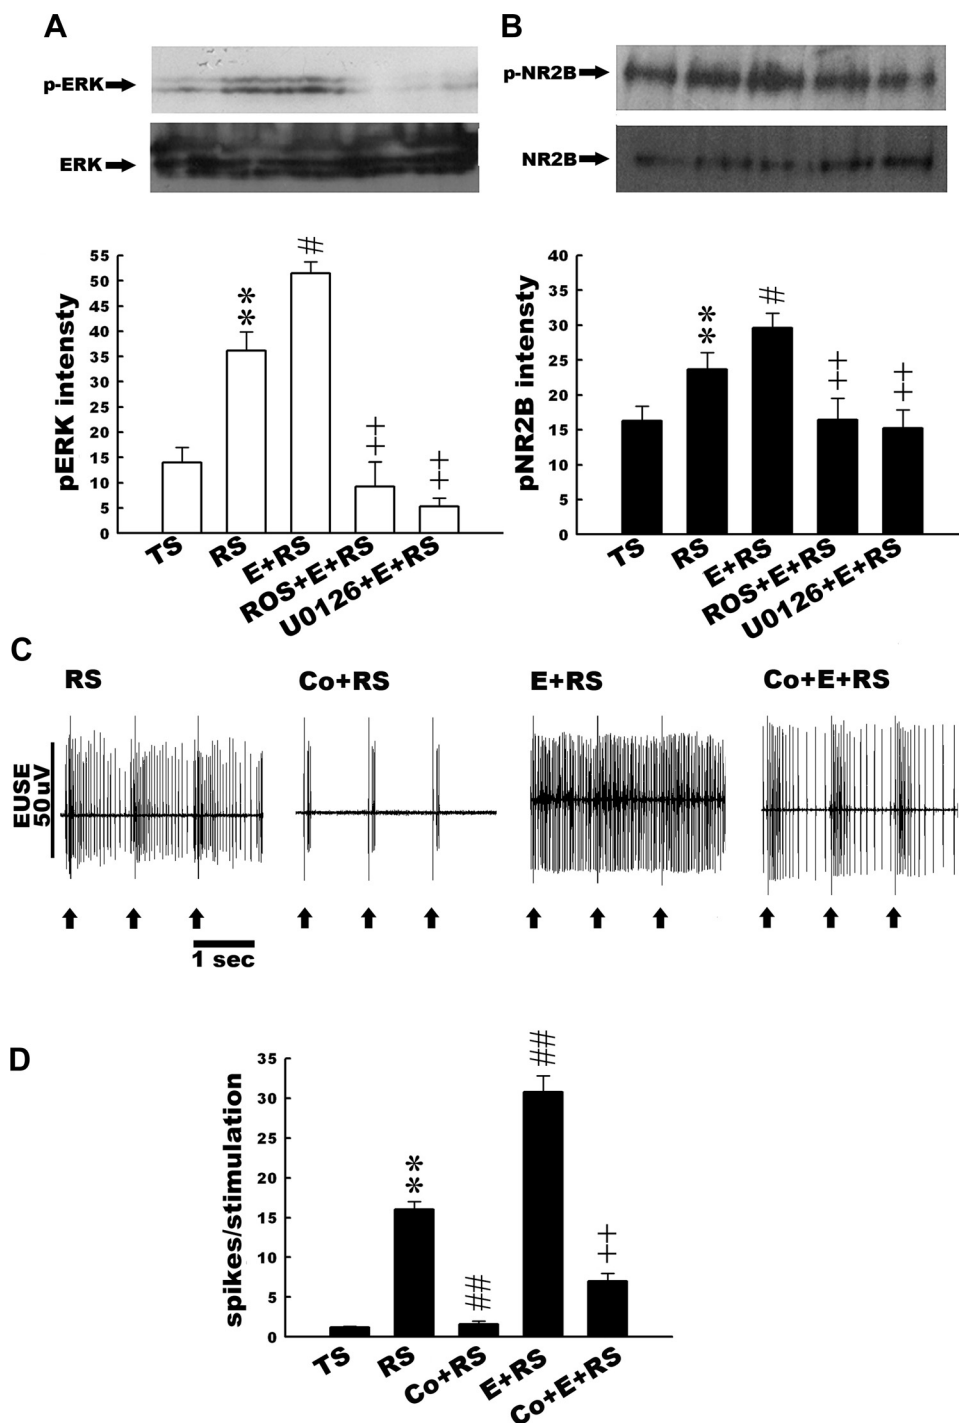 A
p-ERK
ERK
pERK intensty
55
50
45
40
35
30
25
20
15
10
5
0
**
#
++
++
TS
RS
E+RS
ROS+E+RS
U0126+E+RS
B
p-NR2B
NR2B
pNR2B intensty
40
35
30
25
20
15
10
5
0
**
#
++
++
TS
RS
E+RS
ROS+E+RS
U0126+E+RS
C
RS
Co+RS
E+RS
Co+E+RS
EUSE
50uV
1 sec
D
spikes/stimulation
35
30
25
20
15
10
5
0
**
##
##
++
TS
RS
Co+RS
E+RS
Co+E+RS